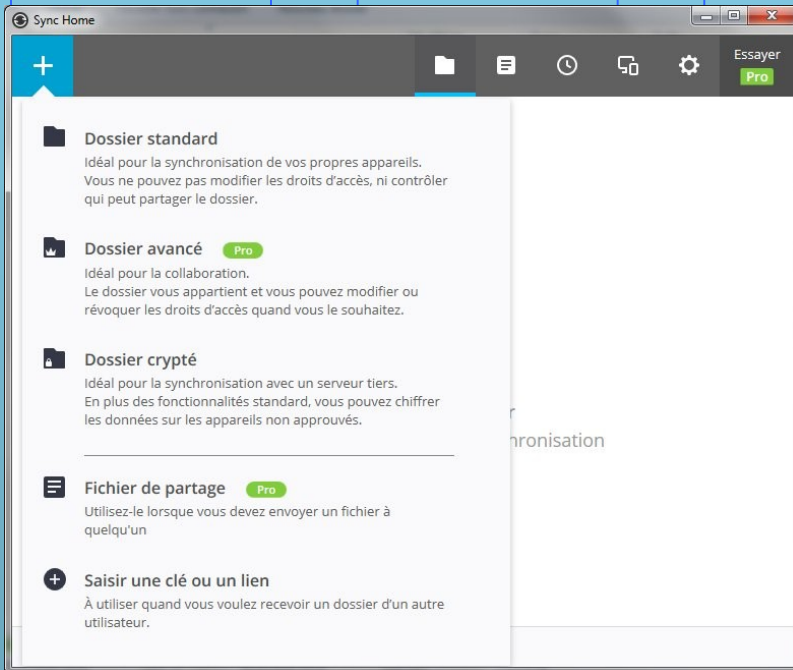 Sync Home
Essayer
Pro
Dossier standard
Idéal pour la synchronisation de vos propres appareils.
Vous ne pouvez pas modifier les droits d'accès, ni contrôler
qui peut partager le dossier.
Dossier avancé Pro
Idéal pour la collaboration.
Le dossier vous appartient et vous pouvez modifier ou
révoquer les droits d'accès quand vous le souhaitez.
Dossier crypté
Idéal pour la synchronisation avec un serveur tiers.
En plus des fonctionnalités standard, vous pouvez chiffrer
les données sur les appareils non approuvés.
r
hronisation
Fichier de partage Pro
Utilisez-le lorsque vous devez envoyer un fichier à
quelqu'un
Saisir une clé ou un lien
À utiliser quand vous voulez recevoir un dossier d'un autre
utilisateur.